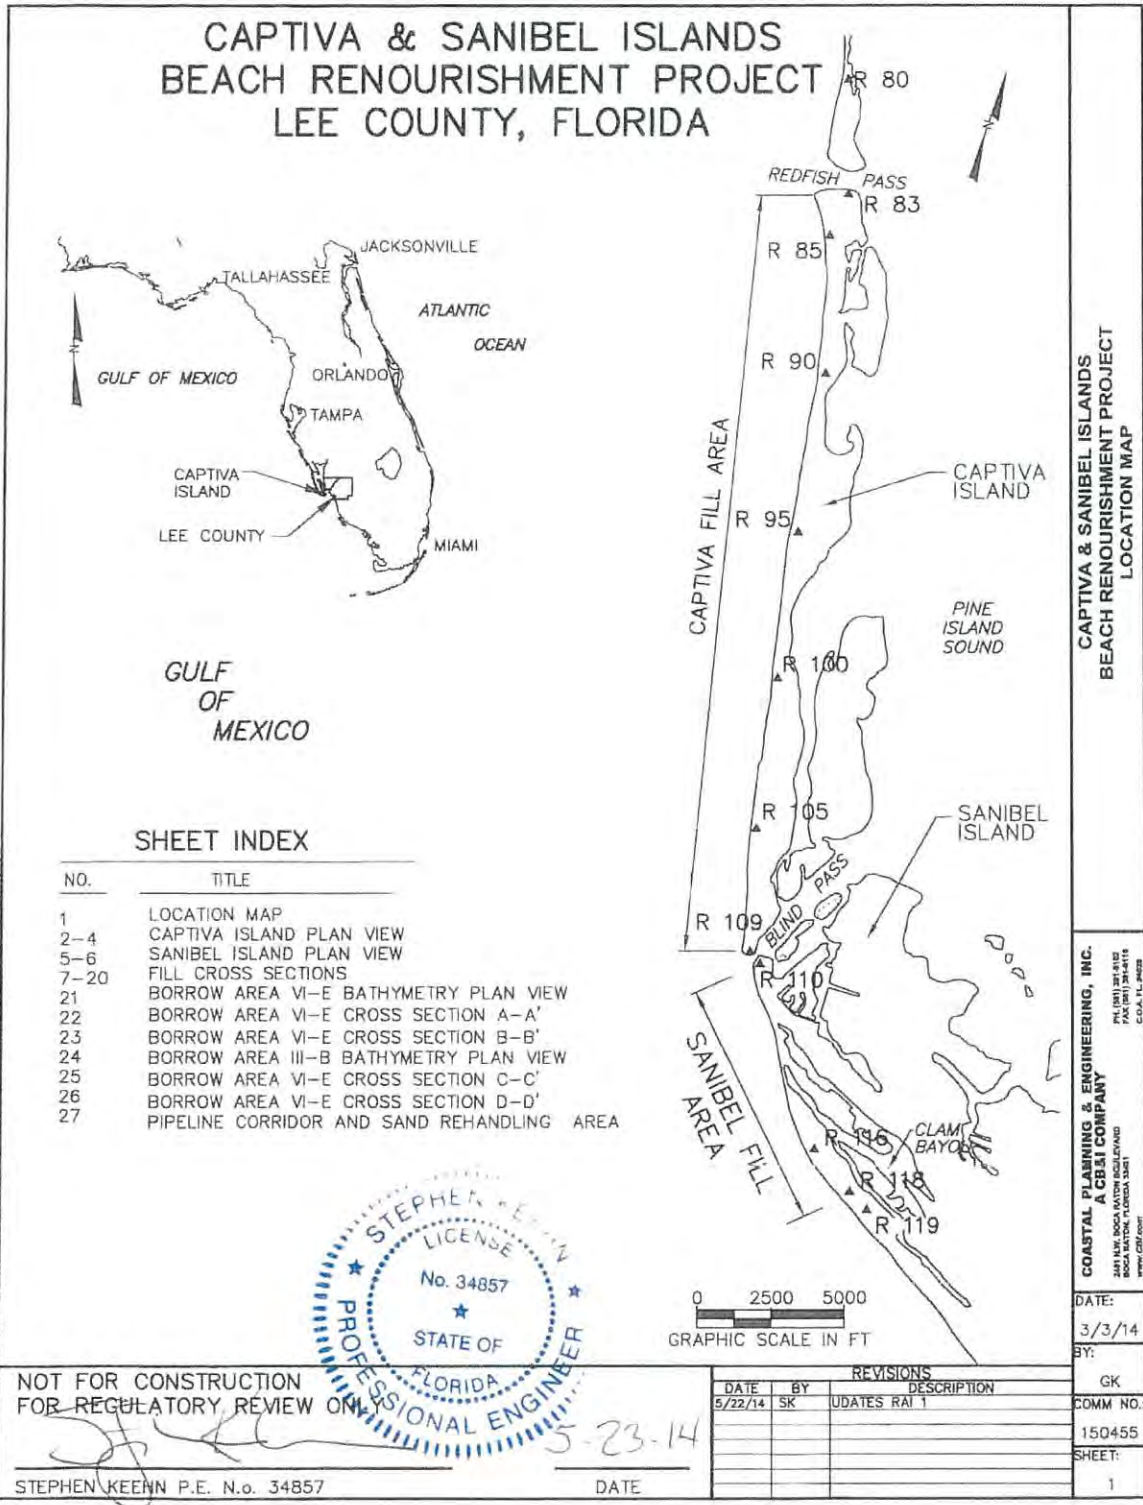 CAPTIVA & SANIBEL ISLANDS
BEACH RENOURISHMENT PROJECT
LEE COUNTY, FLORIDA
R 80
N
REDFISH PASS
R 83
R 85
R 90
CAPTIVA FILL AREA
CAPTIVA
ISLAND
R 95
PINE
ISLAND
SOUND
R 100
R 105
SANIBEL
ISLAND
BLIND PASS
R 109
R 110
SANIBEL FILL
AREA
CLAM
BAYOU
R 116
R 118
R 119
0 2500 5000
GRAPHIC SCALE IN FT
JACKSONVILLE
TALLAHASSEE
ATLANTIC
OCEAN
N
GULF OF MEXICO
ORLANDO
TAMPA
CAPTIVA
ISLAND
LEE COUNTY
MIAMI
GULF
OF
MEXICO
SHEET INDEX
NO. TITLE
1 LOCATION MAP
2-4 CAPTIVA ISLAND PLAN VIEW
5-6 SANIBEL ISLAND PLAN VIEW
7-20 FILL CROSS SECTIONS
21 BORROW AREA VI-E BATHYMETRY PLAN VIEW
22 BORROW AREA VI-E CROSS SECTION A-A'
23 BORROW AREA VI-E CROSS SECTION B-B'
24 BORROW AREA III-B BATHYMETRY PLAN VIEW
25 BORROW AREA VI-E CROSS SECTION C-C'
26 BORROW AREA VI-E CROSS SECTION D-D'
27 PIPELINE CORRIDOR AND SAND REHANDLING AREA
STEPHEN KEEHN
LICENSE
No. 34857
STATE OF
FLORIDA
PROFESSIONAL ENGINEER
NOT FOR CONSTRUCTION
FOR REGULATORY REVIEW ONLY
5-23-14
STEPHEN KEEHN P.E. N.o. 34857
DATE
REVISIONS
DATE BY DESCRIPTION
5/22/14 SK UDATES RAI 1
CAPTIVA & SANIBEL ISLANDS
BEACH RENOURISHMENT PROJECT
LOCATION MAP
COASTAL PLANNING & ENGINEERING, INC.
A CB&I COMPANY
2481 N.W. BOCA RATON BOULEVARD
BOCA RATON, FLORIDA 33431
DATE:
3/3/14
BY:
GK
COMM NO.:
150455
SHEET:
1